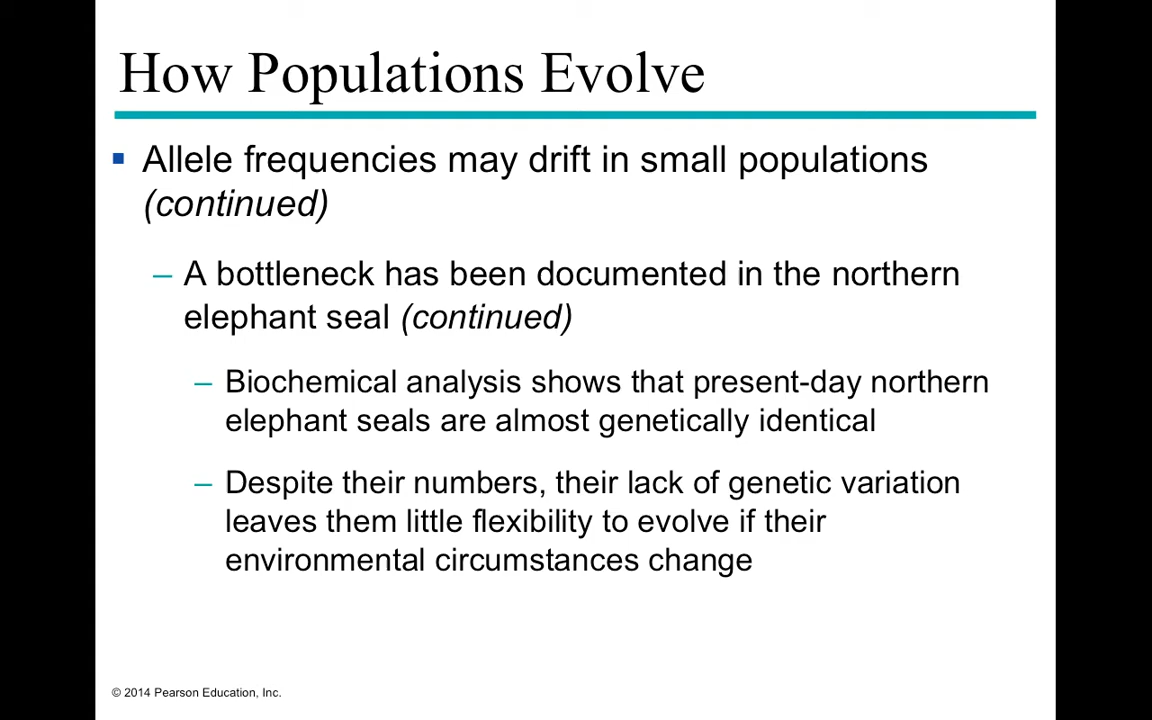 How Populations Evolve
▪ Allele frequencies may drift in small populations
(continued)
– A bottleneck has been documented in the northern
elephant seal (continued)
– Biochemical analysis shows that present-day northern
elephant seals are almost genetically identical
– Despite their numbers, their lack of genetic variation
leaves them little flexibility to evolve if their
environmental circumstances change
© 2014 Pearson Education, Inc.